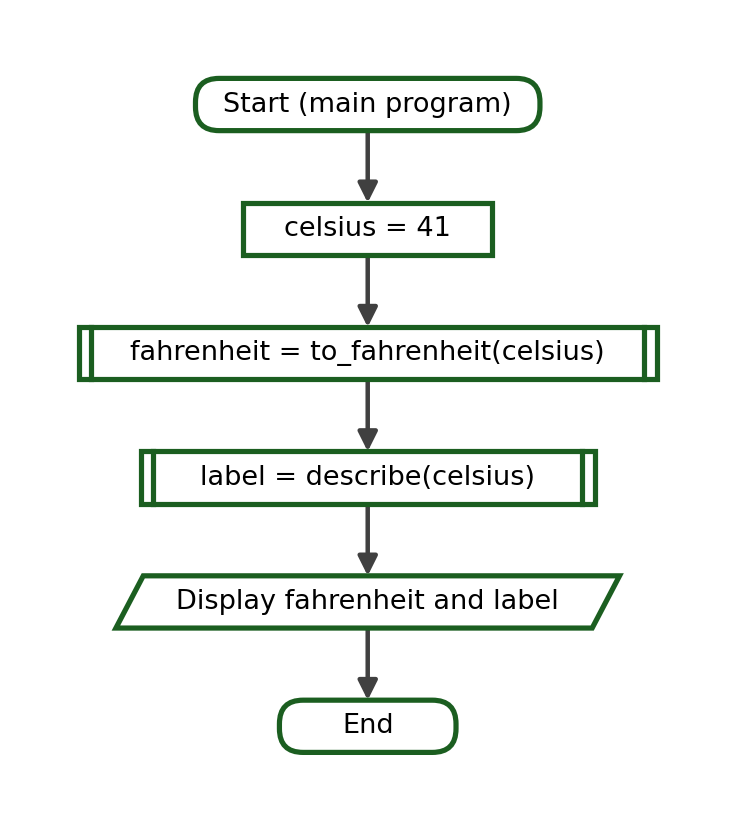 Start (main program)
celsius = 41
fahrenheit = to_fahrenheit(celsius)
label = describe(celsius)
Display fahrenheit and label
End